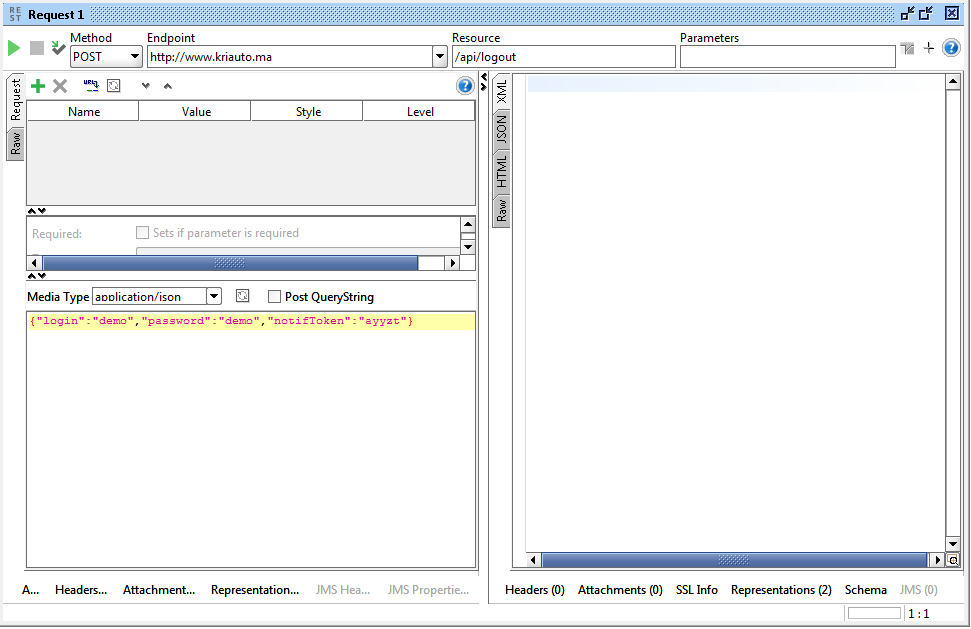 RE
ST
Request 1
Method
Endpoint
Resource
Parameters
POST
http://www.kriauto.ma
/api/logout
Request
Raw
Name
Value
Style
Level
Required:
Sets if parameter is required
Media Type
application/json
Post QueryString
{"login":"demo","password":"demo","notifToken":"ayyzt"}
A...
Headers...
Attachment...
Representation...
JMS Hea...
JMS Propertie...
XML
JSON
HTML
Raw
Headers (0)
Attachments (0)
SSL Info
Representations (2)
Schema
JMS (0)
1 : 1